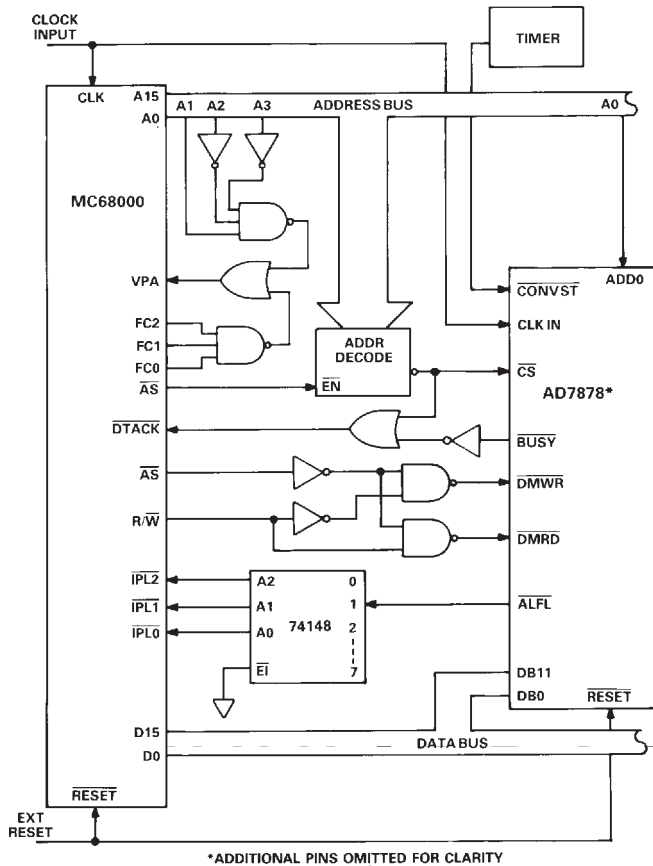 CLOCK
INPUT
TIMER
CLK
A15
A1
A2
A3
ADDRESS BUS
A0
A0
MC68000
ADD0
VPA
CONVST
FC2
CLK IN
FC1
ADDR
DECODE
FC0
CS
AS
EN
AD7878*
DTACK
BUSY
AS
DMWR
R/W
DMRD
IPL2
A2
0
IPL1
A1
1
ALFL
IPL0
A0
74148
2
EI
7
DB11
DB0
RESET
D15
DATA BUS
D0
RESET
EXT
RESET
*ADDITIONAL PINS OMITTED FOR CLARITY